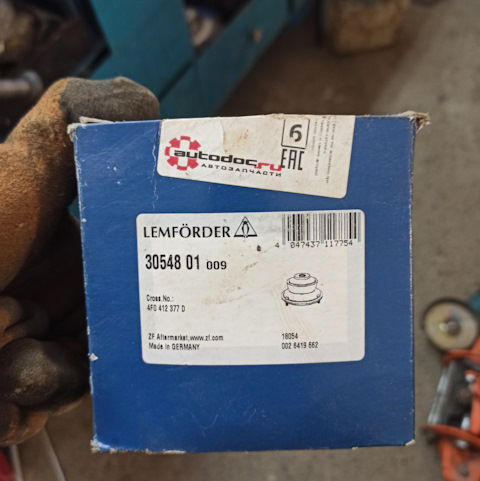 autodoc.ru
АВТОЗАПЧАСТИ
6
EAC
LEMFÖRDER
4 047437 117754
30548 01 009
Cross.No.:
4F0 412 377 D
ZF Aftermarket,www.zf.com
Made in GERMANY
18054
002 6419 662